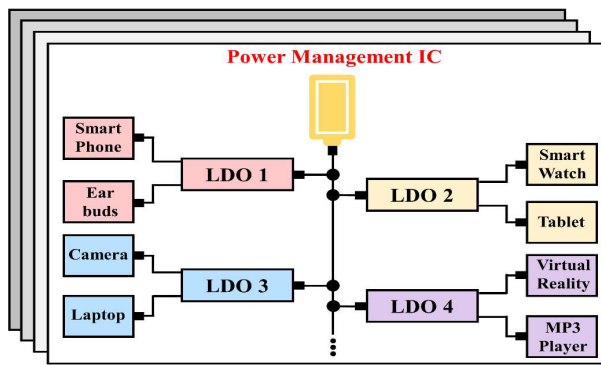 Power Management IC
Smart
Phone
LDO 1
Ear
buds
Smart
Watch
LDO 2
Tablet
Camera
LDO 3
Laptop
Virtual
Reality
LDO 4
MP3
Player